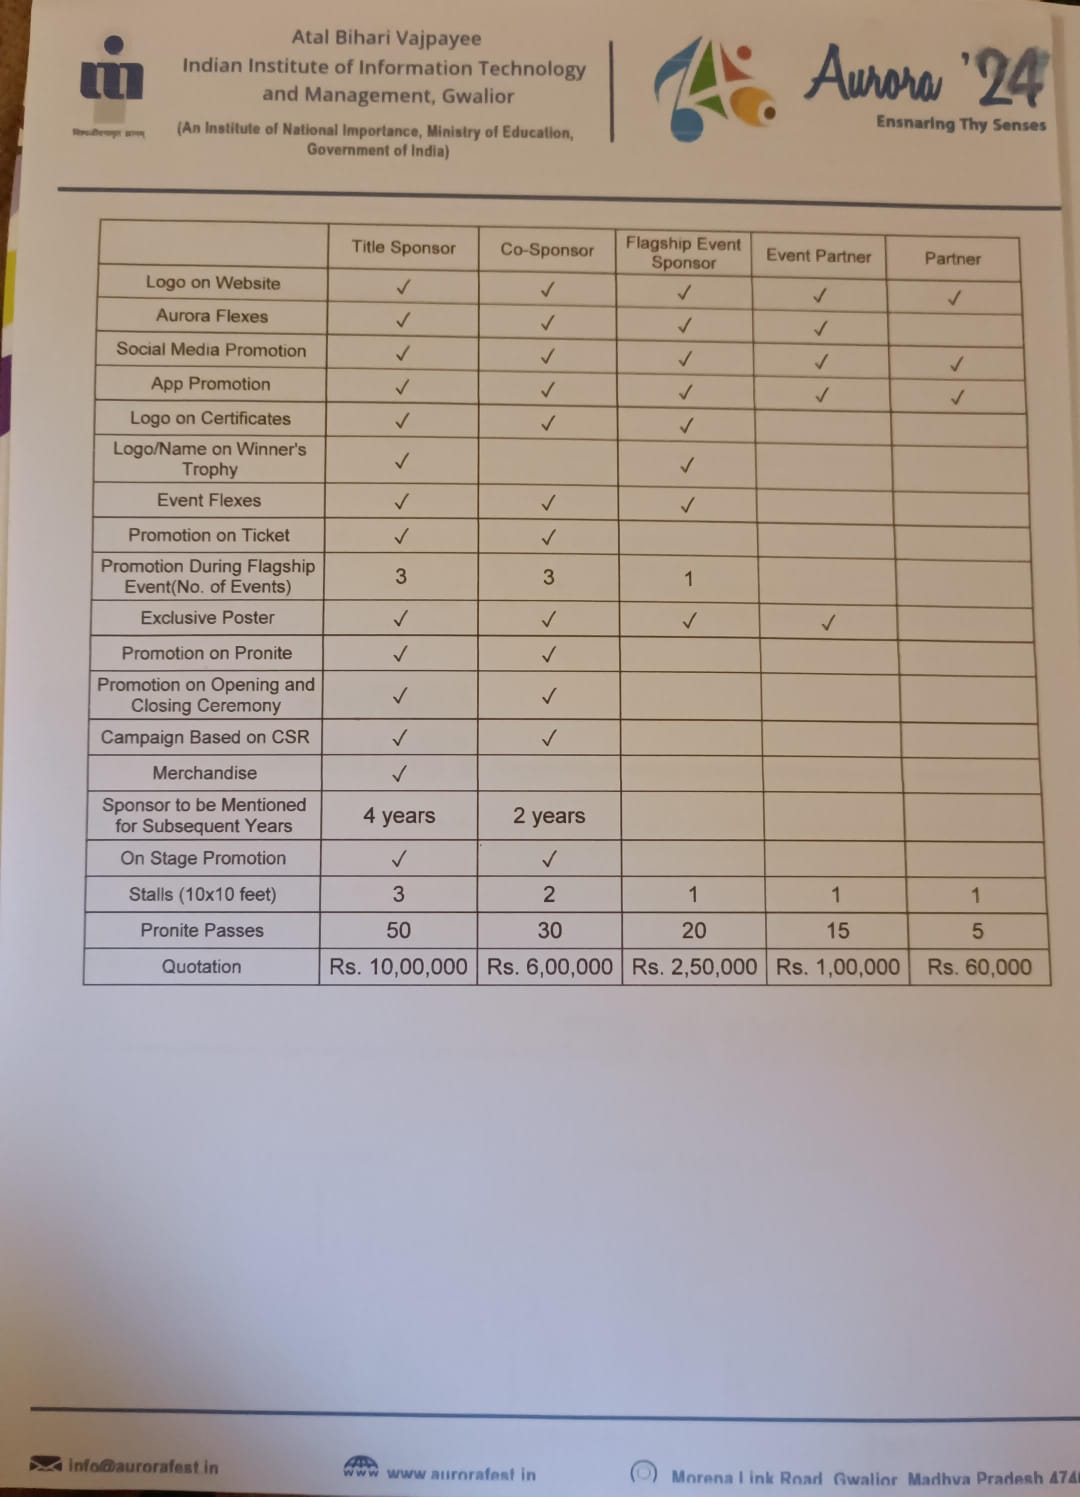 Atal Bihari Vajpayee
Indian Institute of Information Technology
and Management, Gwalior
(An Institute of National Importance, Ministry of Education,
Government of India)
Aurora '24
Ensnaring Thy Senses
Title Sponsor Co-Sponsor Flagship Event Sponsor Event Partner Partner
Logo on Website ✓ ✓ ✓ ✓ ✓
Aurora Flexes ✓ ✓ ✓ ✓
Social Media Promotion ✓ ✓ ✓ ✓ ✓
App Promotion ✓ ✓ ✓ ✓ ✓
Logo on Certificates ✓ ✓ ✓
Logo/Name on Winner's
Trophy ✓ ✓
Event Flexes ✓ ✓ ✓
Promotion on Ticket ✓ ✓
Promotion During Flagship
Event(No. of Events) 3 3 1
Exclusive Poster ✓ ✓ ✓ ✓
Promotion on Pronite ✓ ✓
Promotion on Opening and
Closing Ceremony ✓ ✓
Campaign Based on CSR ✓ ✓
Merchandise ✓
Sponsor to be Mentioned
for Subsequent Years 4 years 2 years
On Stage Promotion ✓ ✓
Stalls (10x10 feet) 3 2 1 1 1
Pronite Passes 50 30 20 15 5
Quotation Rs. 10,00,000 Rs. 6,00,000 Rs. 2,50,000 Rs. 1,00,000 Rs. 60,000
info@aurorafest.in
www www.aurorafest.in
Morena Link Road Gwalior Madhya Pradesh